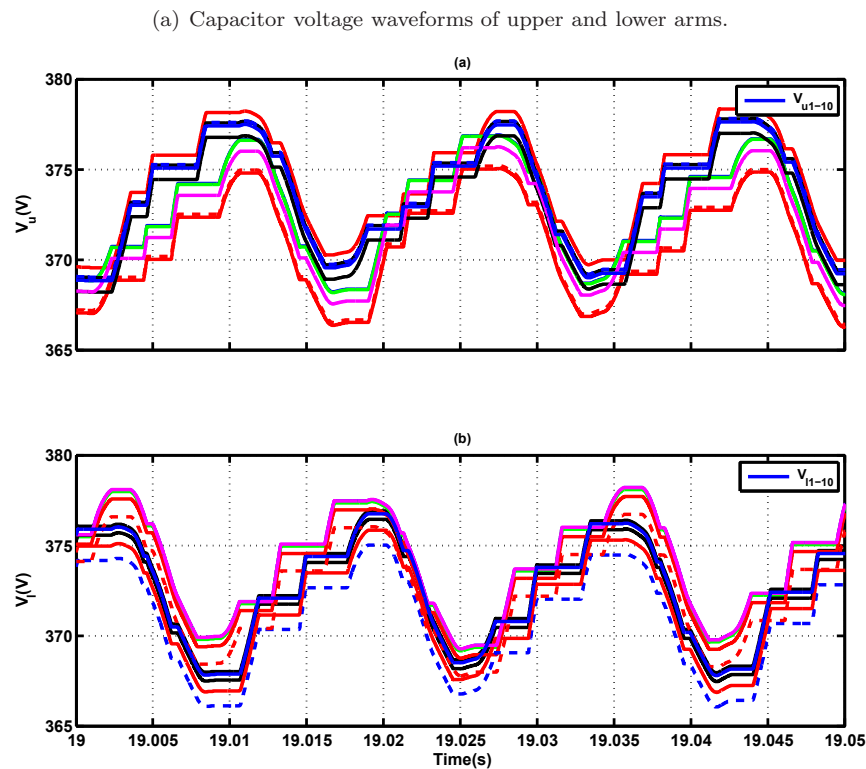 (a) Capacitor voltage waveforms of upper and lower arms.
(a)
380
375
370
365
V_u(V)
V_u1−10
(b)
380
375
370
365
V_l(V)
V_l1−10
19 19.005 19.01 19.015 19.02 19.025 19.03 19.035 19.04 19.045 19.05
Time(s)